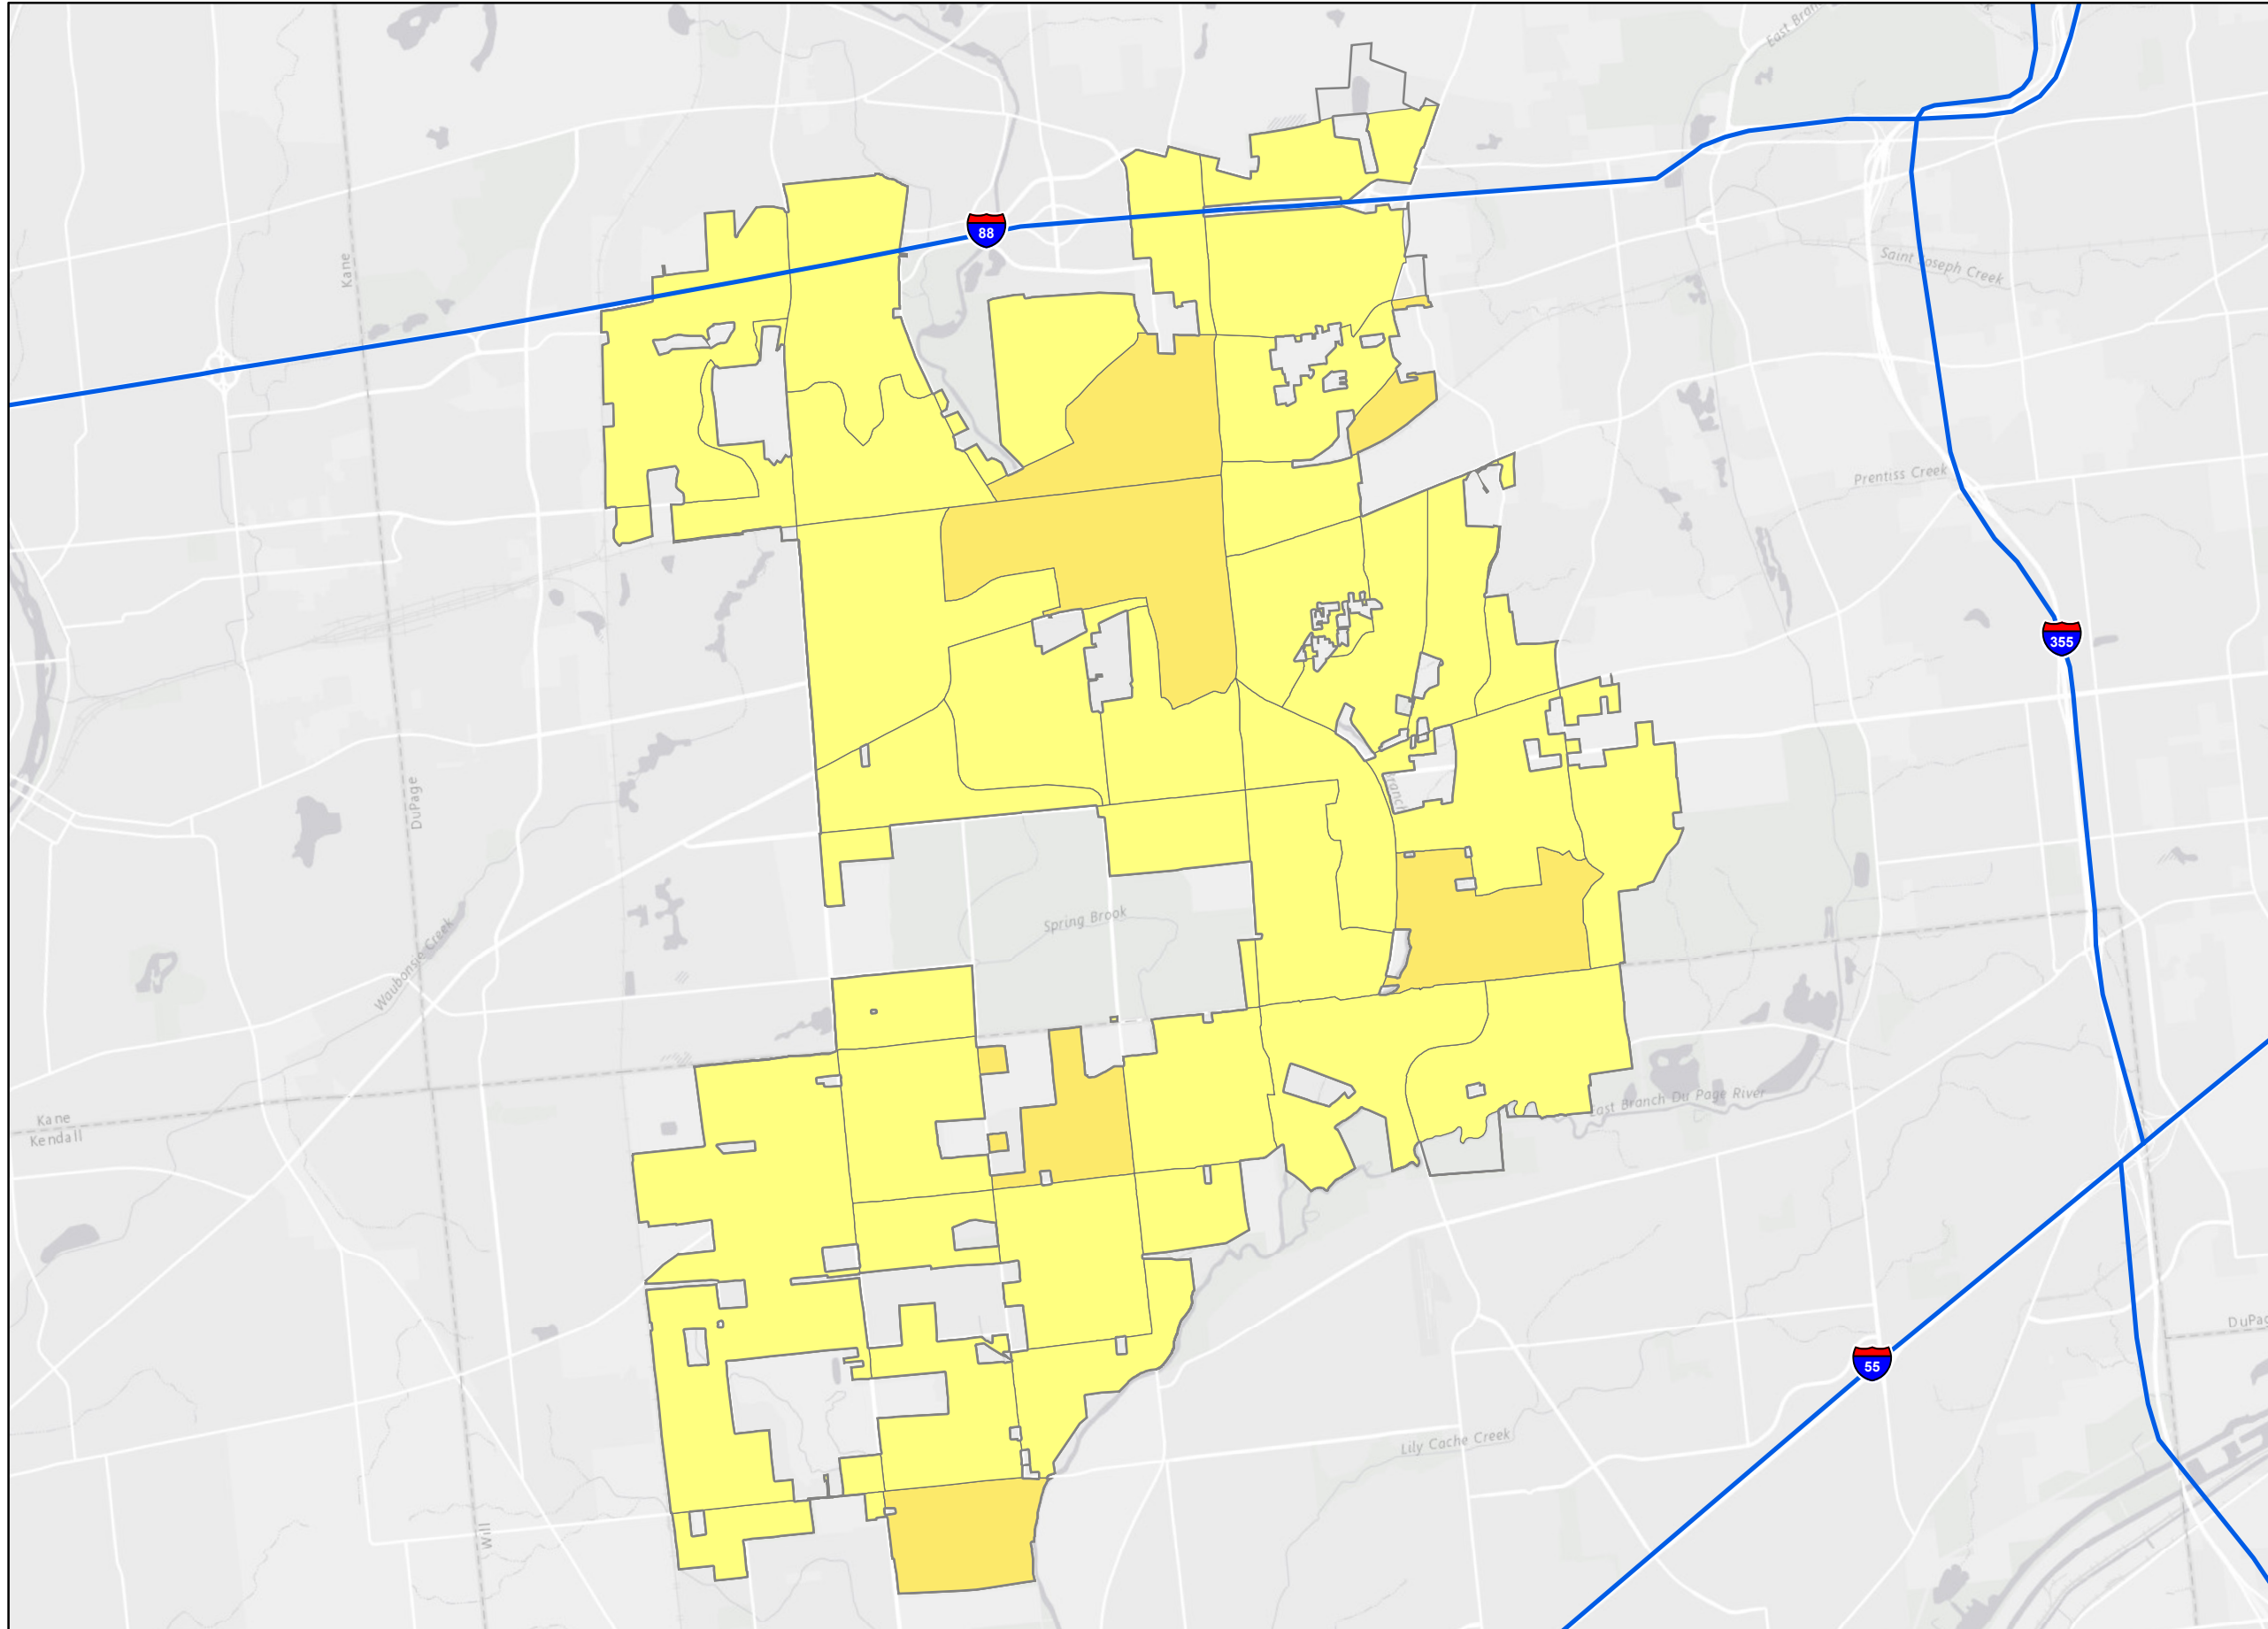 East Bran
Kane
88
Saint Joseph Creek
Prentiss Creek
355
DuPage
Branch
Spring Brook
Waubonsie Creek
Kane
Kendall
East Branch Du Page River
DuPag
55
Lily Cache Creek
Will